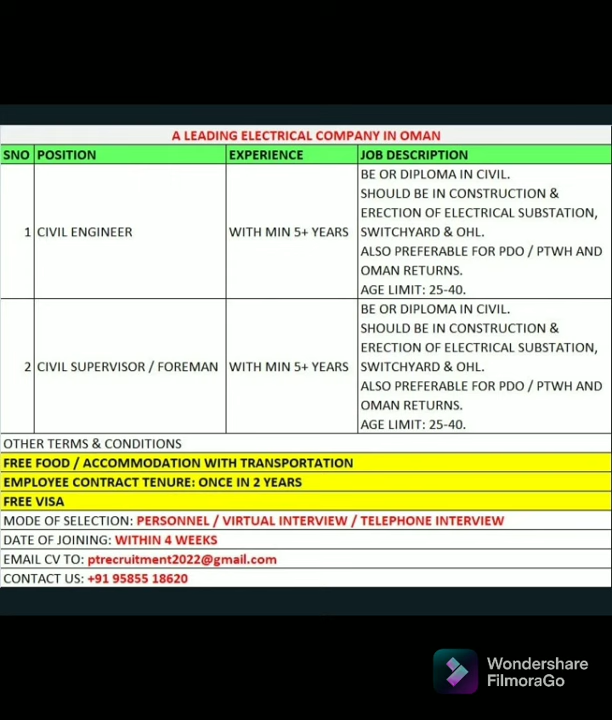 A LEADING ELECTRICAL COMPANY IN OMAN
SNO POSITION EXPERIENCE JOB DESCRIPTION
1 CIVIL ENGINEER WITH MIN 5+ YEARS
BE OR DIPLOMA IN CIVIL.
SHOULD BE IN CONSTRUCTION &
ERECTION OF ELECTRICAL SUBSTATION,
SWITCHYARD & OHL.
ALSO PREFERABLE FOR PDO / PTWH AND
OMAN RETURNS.
AGE LIMIT: 25-40.
2 CIVIL SUPERVISOR / FOREMAN WITH MIN 5+ YEARS
BE OR DIPLOMA IN CIVIL.
SHOULD BE IN CONSTRUCTION &
ERECTION OF ELECTRICAL SUBSTATION,
SWITCHYARD & OHL.
ALSO PREFERABLE FOR PDO / PTWH AND
OMAN RETURNS.
AGE LIMIT: 25-40.
OTHER TERMS & CONDITIONS
FREE FOOD / ACCOMMODATION WITH TRANSPORTATION
EMPLOYEE CONTRACT TENURE: ONCE IN 2 YEARS
FREE VISA
MODE OF SELECTION: PERSONNEL / VIRTUAL INTERVIEW / TELEPHONE INTERVIEW
DATE OF JOINING: WITHIN 4 WEEKS
EMAIL CV TO: ptrecruitment2022@gmail.com
CONTACT US: +91 95855 18620
Wondershare
FilmoraGo